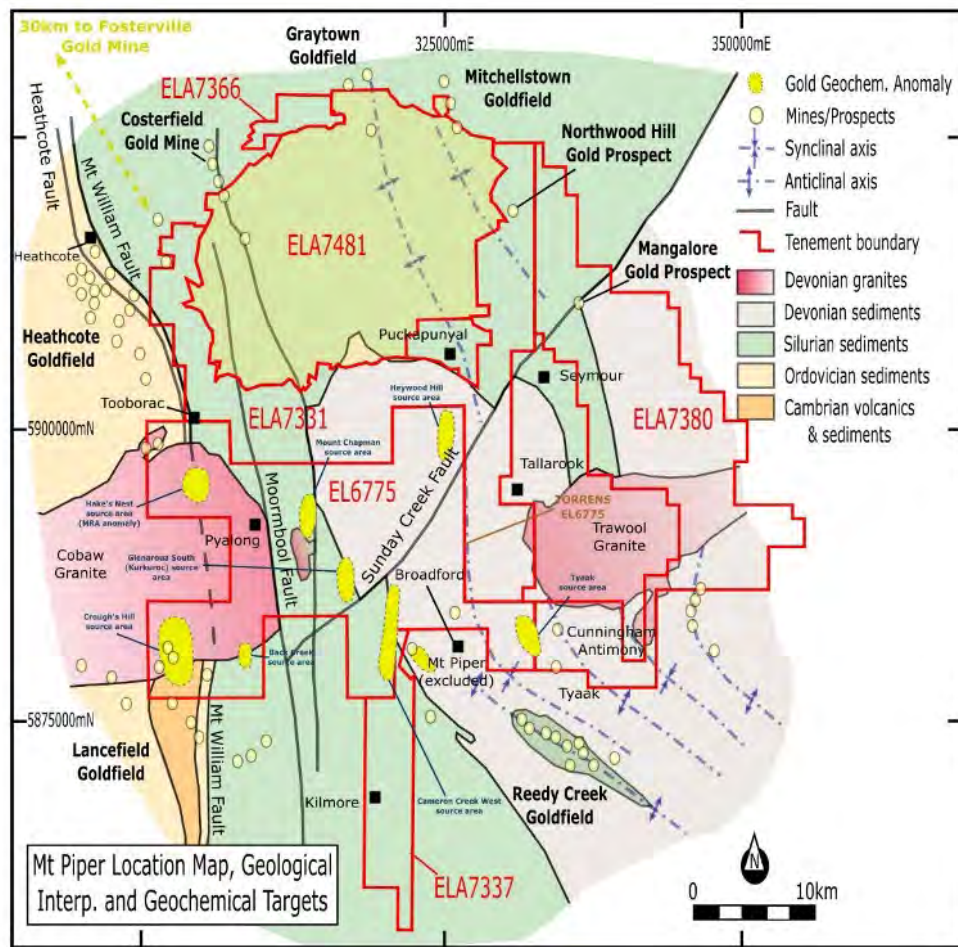 30km to Fosterville
Gold Mine
Graytown
Goldfield
325000mE
350000mE
ELA7366
Mitchellstown
Goldfield
Costerfield
Gold Mine
Northwood Hill
Gold Prospect
Heathcote Fault
Mt William Fault
ELA7481
Heathcote
Mangalore
Gold Prospect
Heathcote
Goldfield
Puckapunyal
Seymour
Tooborac
Heywood Hill
source area
ELA7331
ELA7380
5900000mN
Mount Chapman
source area
EL6775
Tallarook
Hake's Nest
source area
(MRA anomaly)
Moormbool Fault
Sunday Creek Fault
TORRENS
EL6775
Pyalong
Trawool
Granite
Cobaw
Granite
Glenaroua South
(Kurkuroc) source
area
Broadford
Tyaak
source area
Crough's Hill
source area
Back Creek
source area
Mt Piper
(excluded)
Cunningham
Antimony
Tyaak
5875000mN
Lancefield
Goldfield
Mt William Fault
Kilmore
Cameron Creek West
source area
Reedy Creek
Goldfield
ELA7337
Mt Piper Location Map, Geological
Interp. and Geochemical Targets
Gold Geochem. Anomaly
Mines/Prospects
Synclinal axis
Anticlinal axis
Fault
Tenement boundary
Devonian granites
Devonian sediments
Silurian sediments
Ordovician sediments
Cambrian volcanics
& sediments
N
0
10km